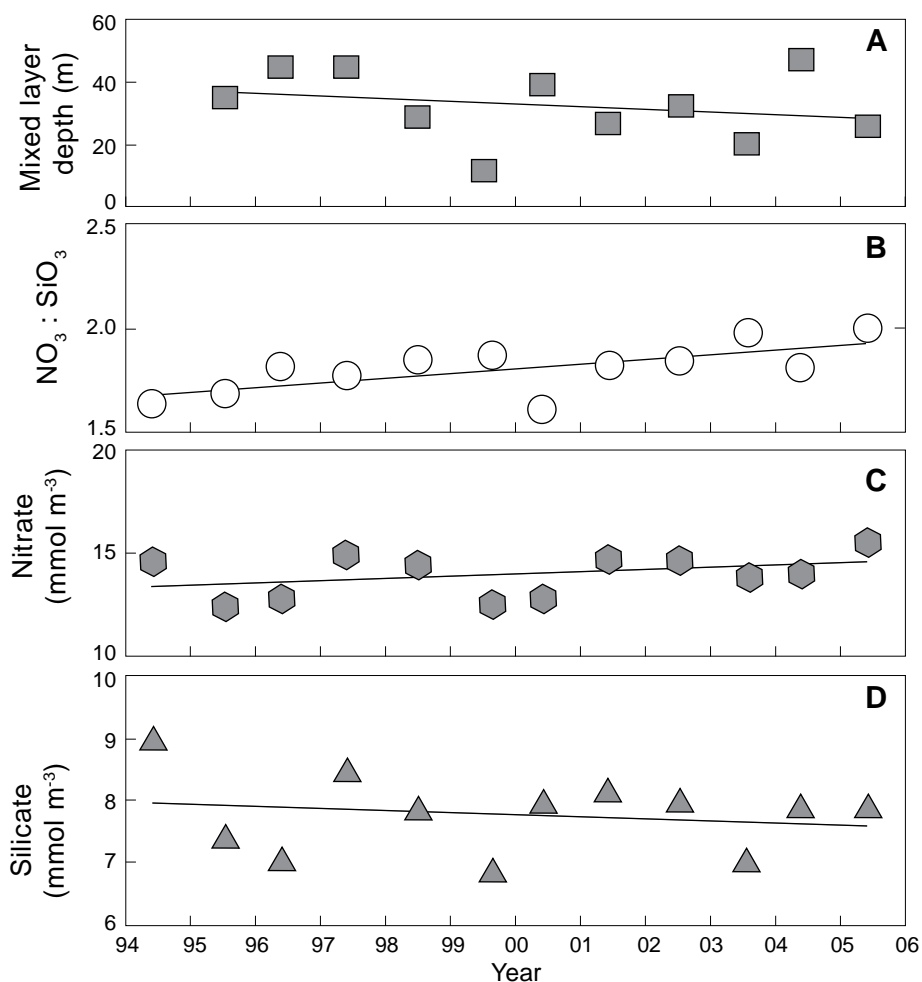 A
Mixed layer
depth (m)
60
40
20
0
B
NO₃ : SiO₃
2.5
2.0
1.5
C
Nitrate
(mmol m⁻³)
20
15
10
D
Silicate
(mmol m⁻³)
10
9
8
7
6
94 95 96 97 98 99 00 01 02 03 04 05 06
Year